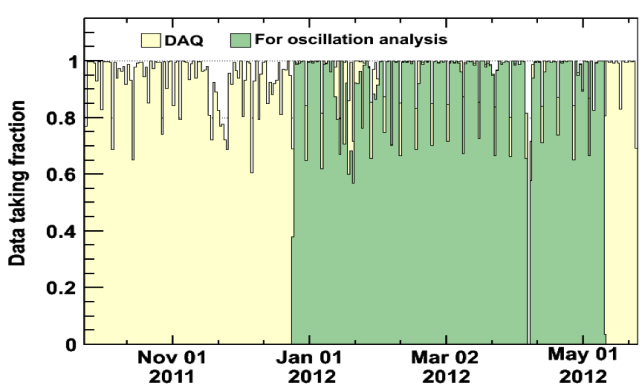 DAQ For oscillation analysis
Data taking fraction
1
0.8
0.6
0.4
0.2
0
Nov 01 Jan 01 Mar 02 May 01
2011 2012 2012 2012